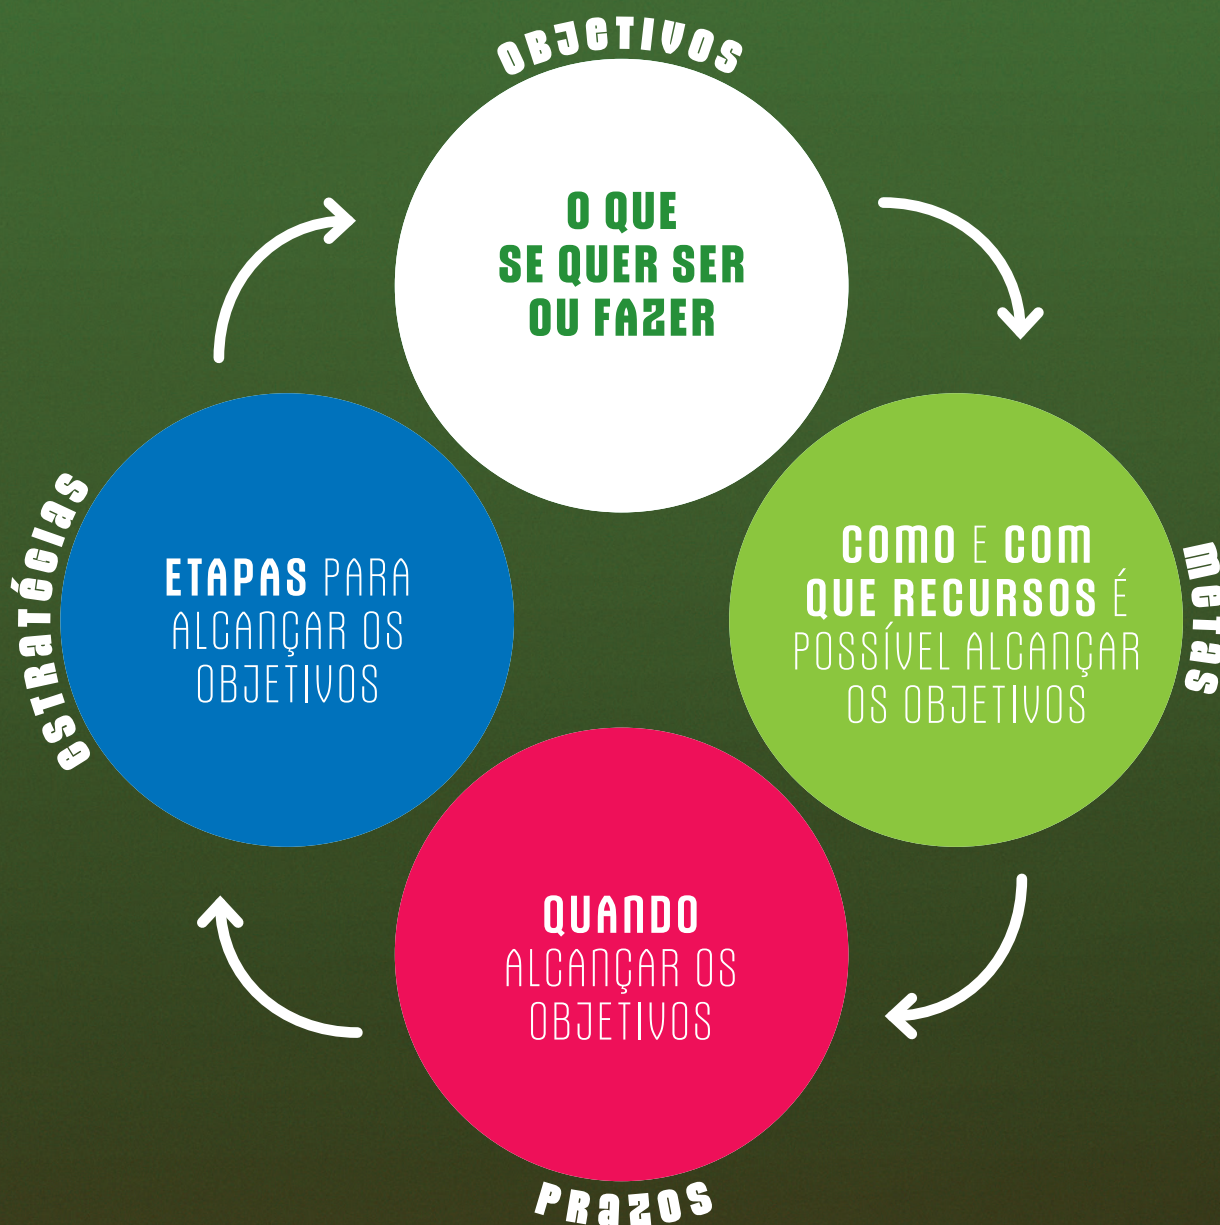 OBJETIVOS
O QUE
SE QUER SER
OU FAZER
METAS
COMO E COM
QUE RECURSOS É
POSSÍVEL ALCANÇAR
OS OBJETIVOS
PRAZOS
QUANDO
ALCANÇAR OS
OBJETIVOS
ESTRATÉGIAS
ETAPAS PARA
ALCANÇAR OS
OBJETIVOS